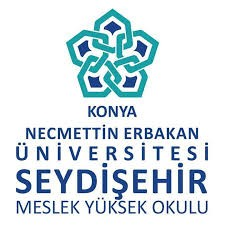 KONYA
NECMETTİN ERBAKAN
ÜNİVERSİTESİ
SEYDİŞEHİR
MESLEK YÜKSEK OKULU